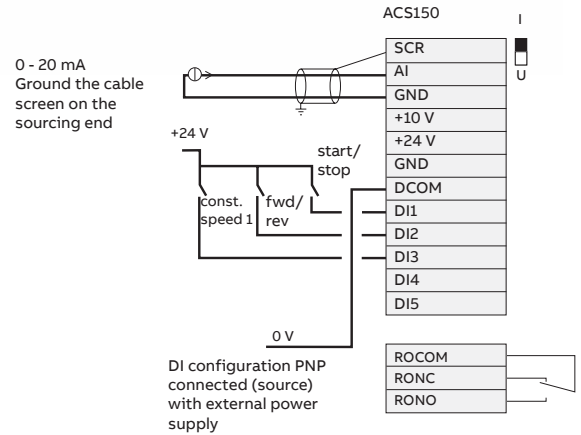 ACS150
I
U
0 - 20 mA
Ground the cable
screen on the
sourcing end
SCR
AI
GND
+10 V
+24 V
GND
DCOM
DI1
DI2
DI3
DI4
DI5
+24 V
start/
stop
const.
speed 1
fwd/
rev
0 V
DI configuration PNP
connected (source)
with external power
supply
ROCOM
RONC
RONO